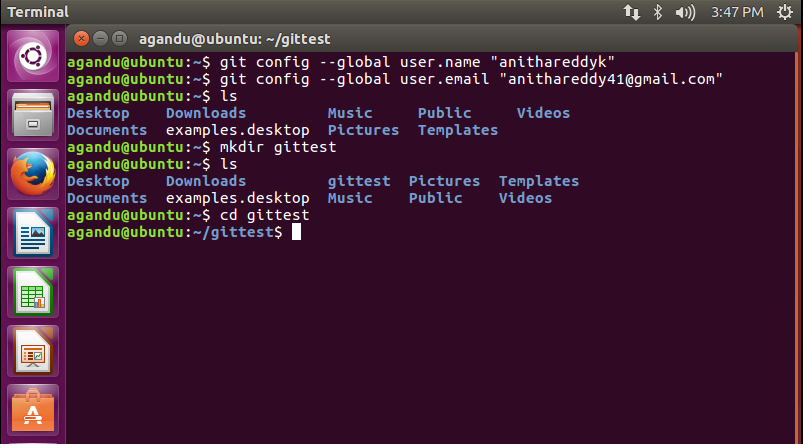 Terminal 3:47 PM
agandu@ubuntu: ~/gittest
agandu@ubuntu:~$ git config --global user.name "anithareddyk"
agandu@ubuntu:~$ git config --global user.email "anithareddy41@gmail.com"
agandu@ubuntu:~$ ls
Desktop    Downloads         Music     Public     Videos
Documents  examples.desktop  Pictures  Templates
agandu@ubuntu:~$ mkdir gittest
agandu@ubuntu:~$ ls
Desktop    Downloads         gittest  Pictures  Templates
Documents  examples.desktop  Music    Public    Videos
agandu@ubuntu:~$ cd gittest
agandu@ubuntu:~/gittest$